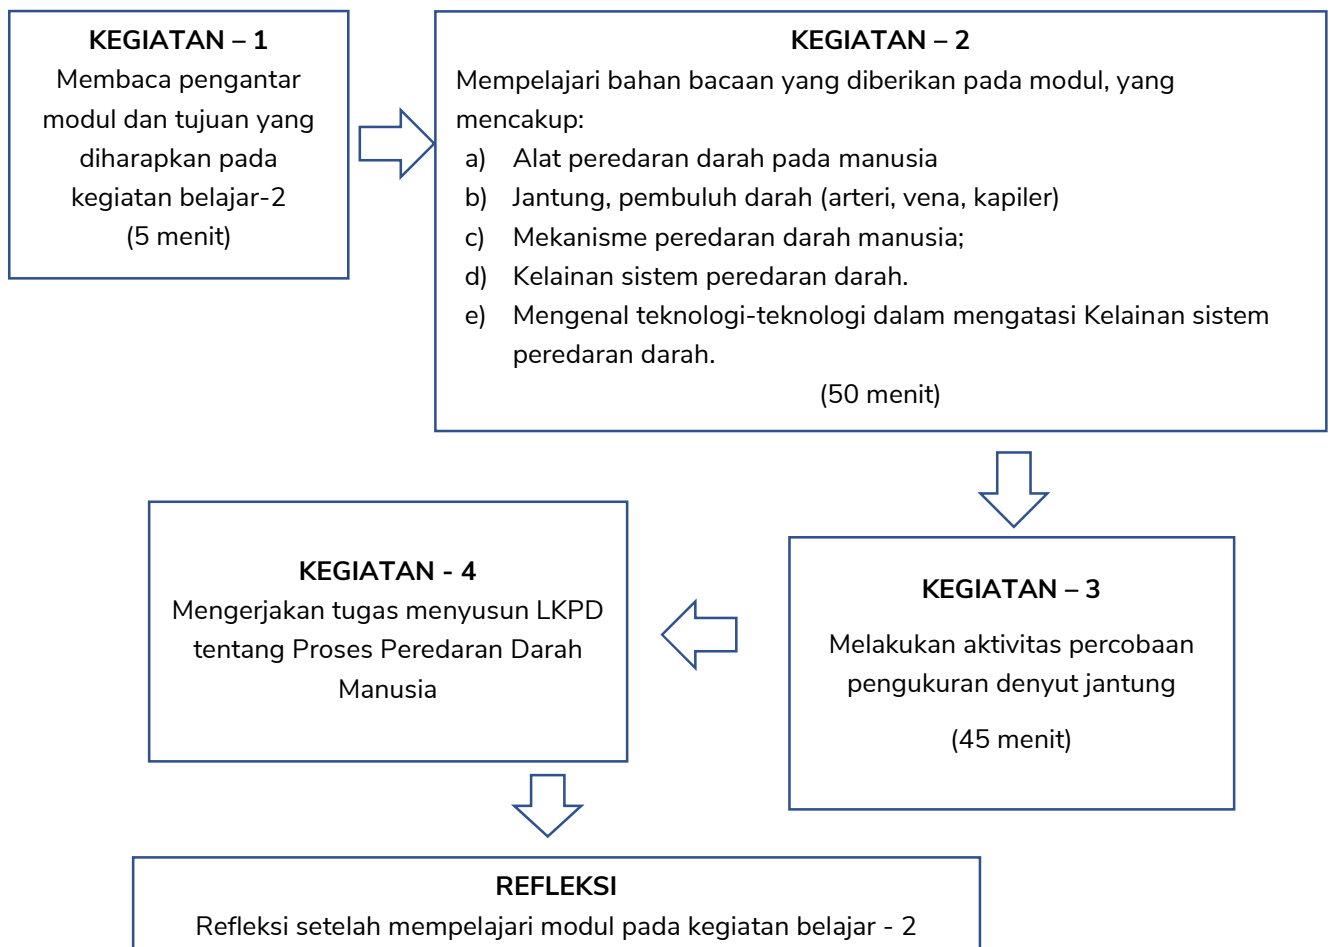 KEGIATAN – 1
Membaca pengantar
modul dan tujuan yang
diharapkan pada
kegiatan belajar-2
(5 menit)
KEGIATAN – 2
Mempelajari bahan bacaan yang diberikan pada modul, yang
mencakup:
a) Alat peredaran darah pada manusia
b) Jantung, pembuluh darah (arteri, vena, kapiler)
c) Mekanisme peredaran darah manusia;
d) Kelainan sistem peredaran darah.
e) Mengenal teknologi-teknologi dalam mengatasi Kelainan sistem
peredaran darah.
(50 menit)
KEGIATAN – 3
Melakukan aktivitas percobaan
pengukuran denyut jantung
(45 menit)
KEGIATAN - 4
Mengerjakan tugas menyusun LKPD
tentang Proses Peredaran Darah
Manusia
REFLEKSI
Refleksi setelah mempelajari modul pada kegiatan belajar - 2